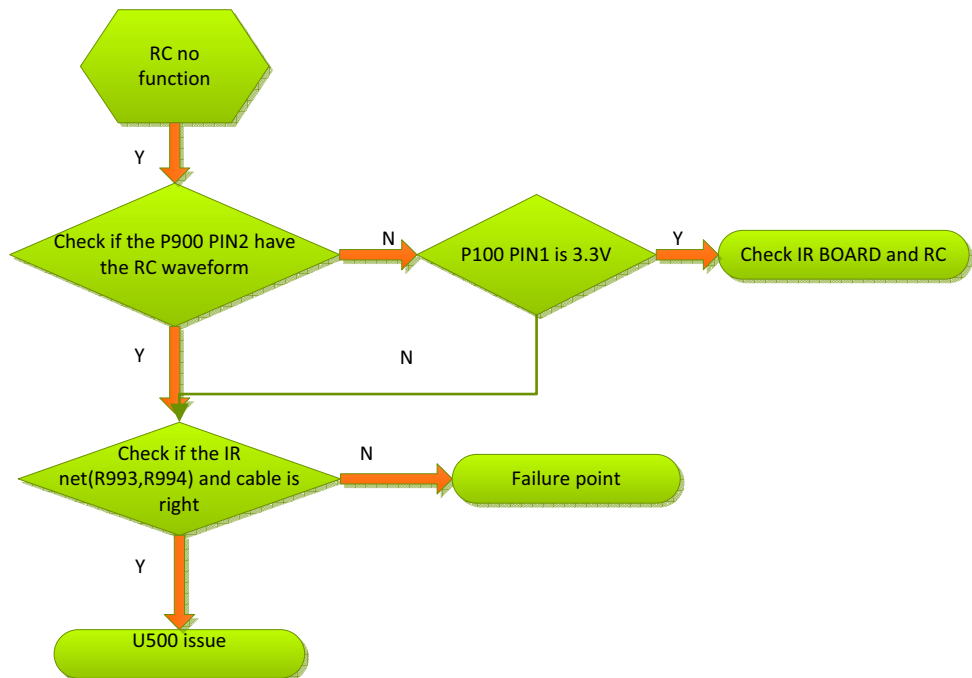 RC no
function
Y
Check if the P900 PIN2 have
the RC waveform
N
P100 PIN1 is 3.3V
Y
Check IR BOARD and RC
Y
N
Check if the IR
net(R993,R994) and cable is
right
N
Failure point
Y
U500 issue